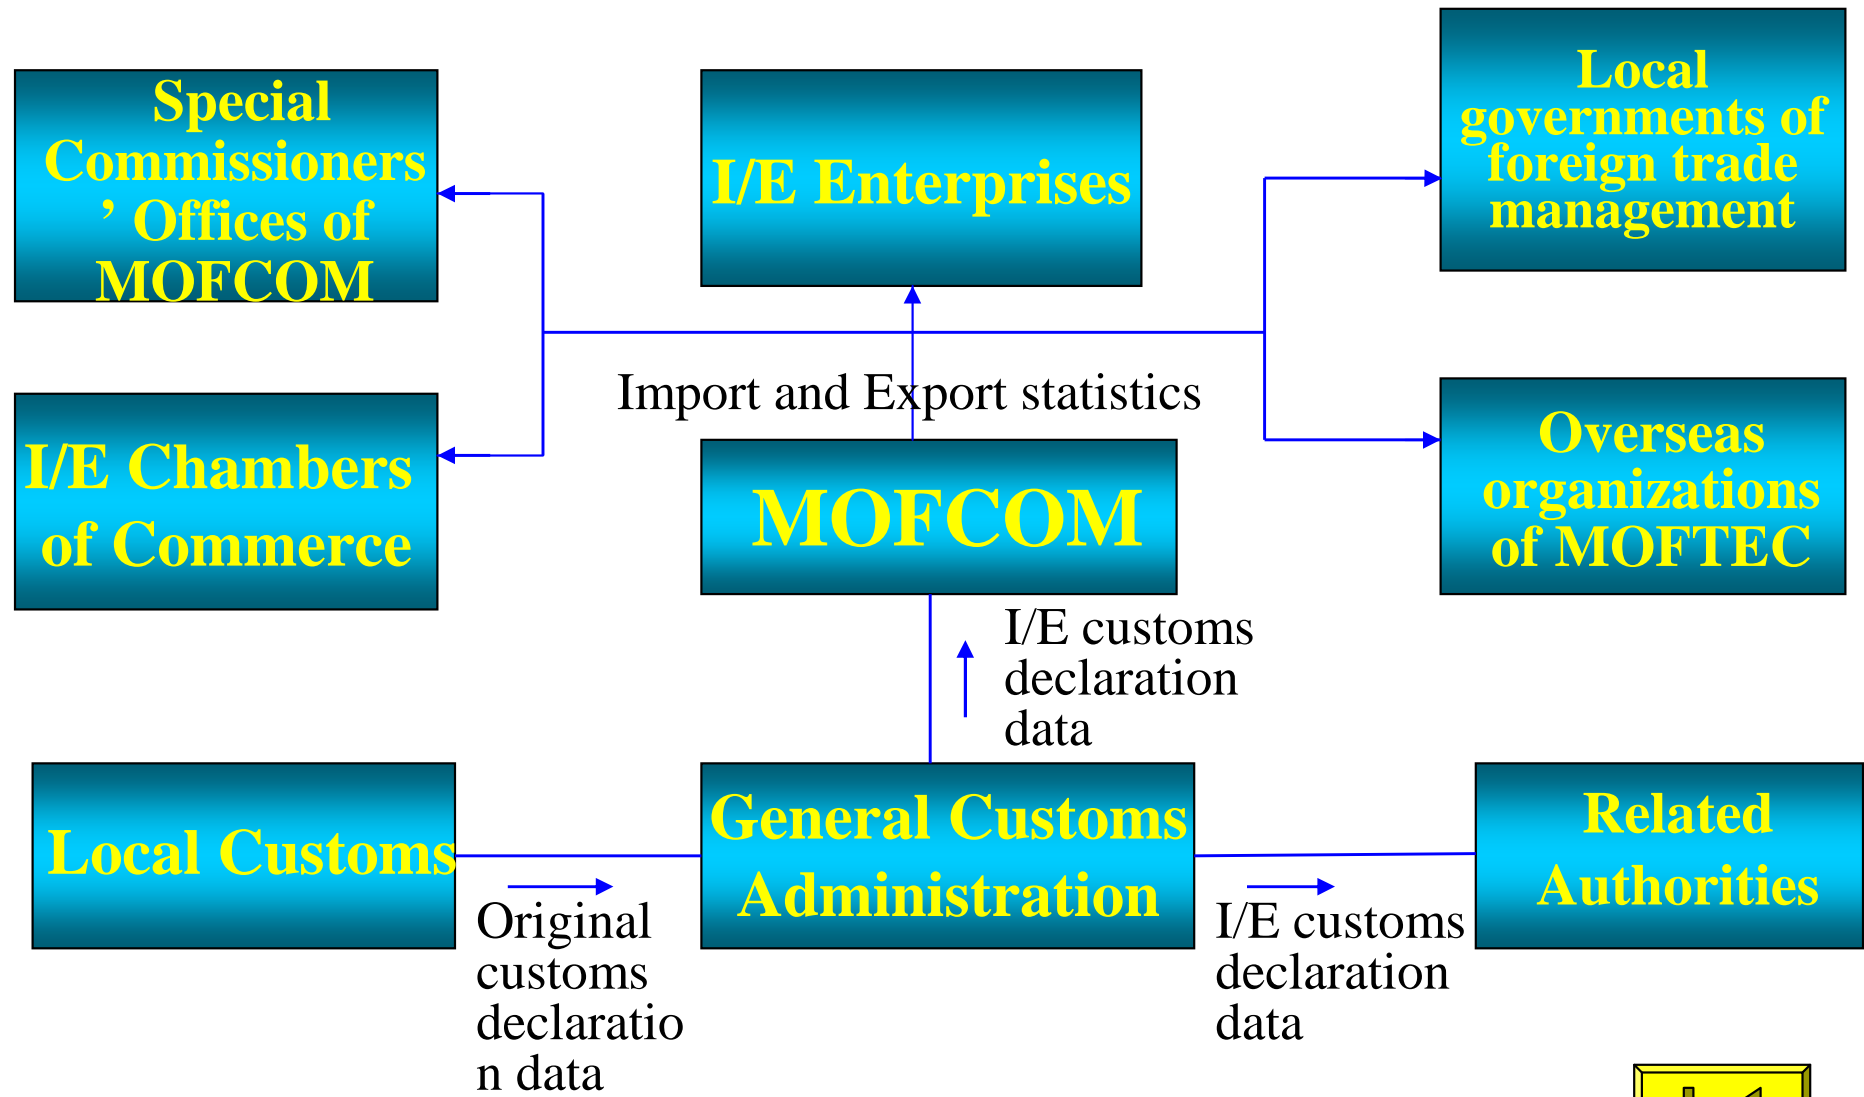 Special
Commissioners
’ Offices of
MOFCOM
I/E Enterprises
Local
governments of
foreign trade
management
Import and Export statistics
I/E Chambers
of Commerce
MOFCOM
Overseas
organizations
of MOFTEC
I/E customs
declaration
data
Local Customs
General Customs
Administration
Related
Authorities
Original
customs
declaratio
n data
I/E customs
declaration
data